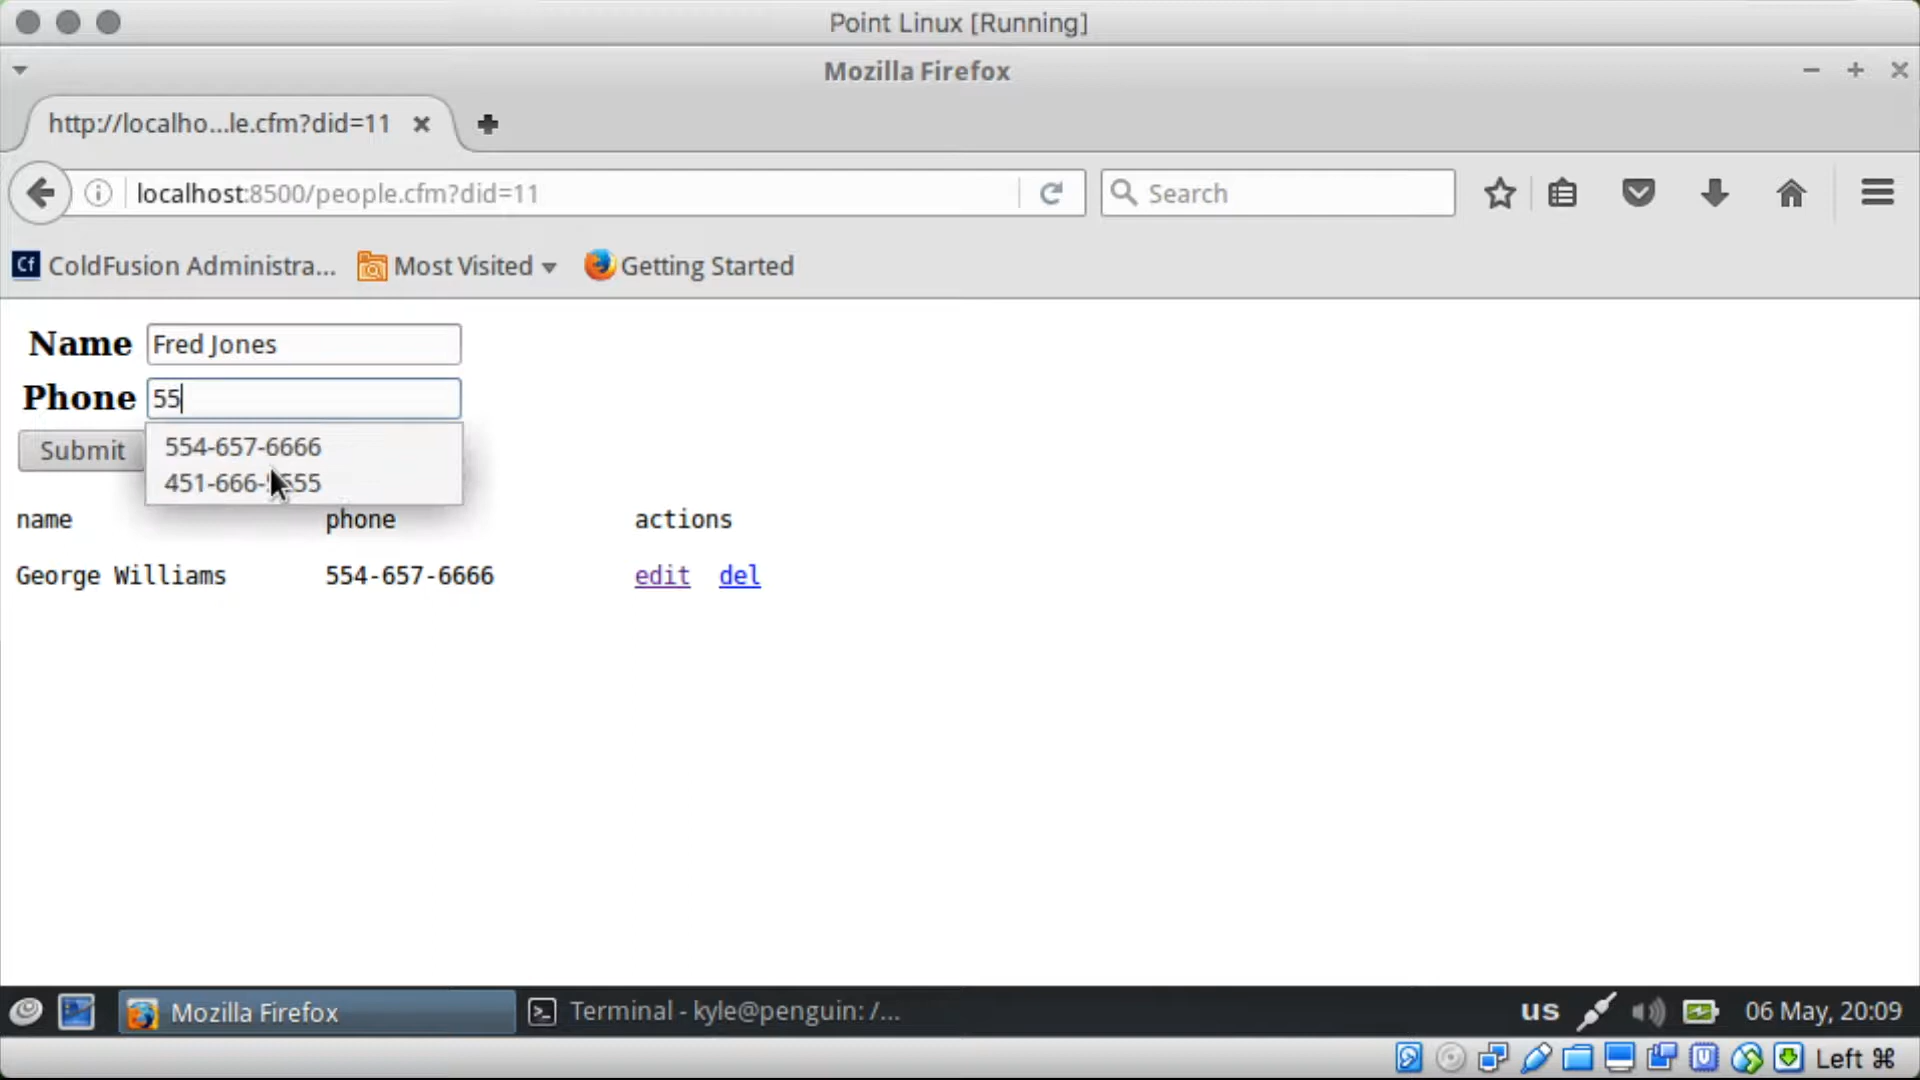 Point Linux [Running]
Mozilla Firefox
http://localho...le.cfm?did=11
localhost:8500/people.cfm?did=11
Search
Cf ColdFusion Administra... Most Visited Getting Started
Name Fred Jones
Phone 55
Submit 554-657-6666
name phone actions
George Williams 554-657-6666 edit del
Mozilla Firefox Terminal - kyle@penguin: /... us 06 May, 20:09
Left ⌘